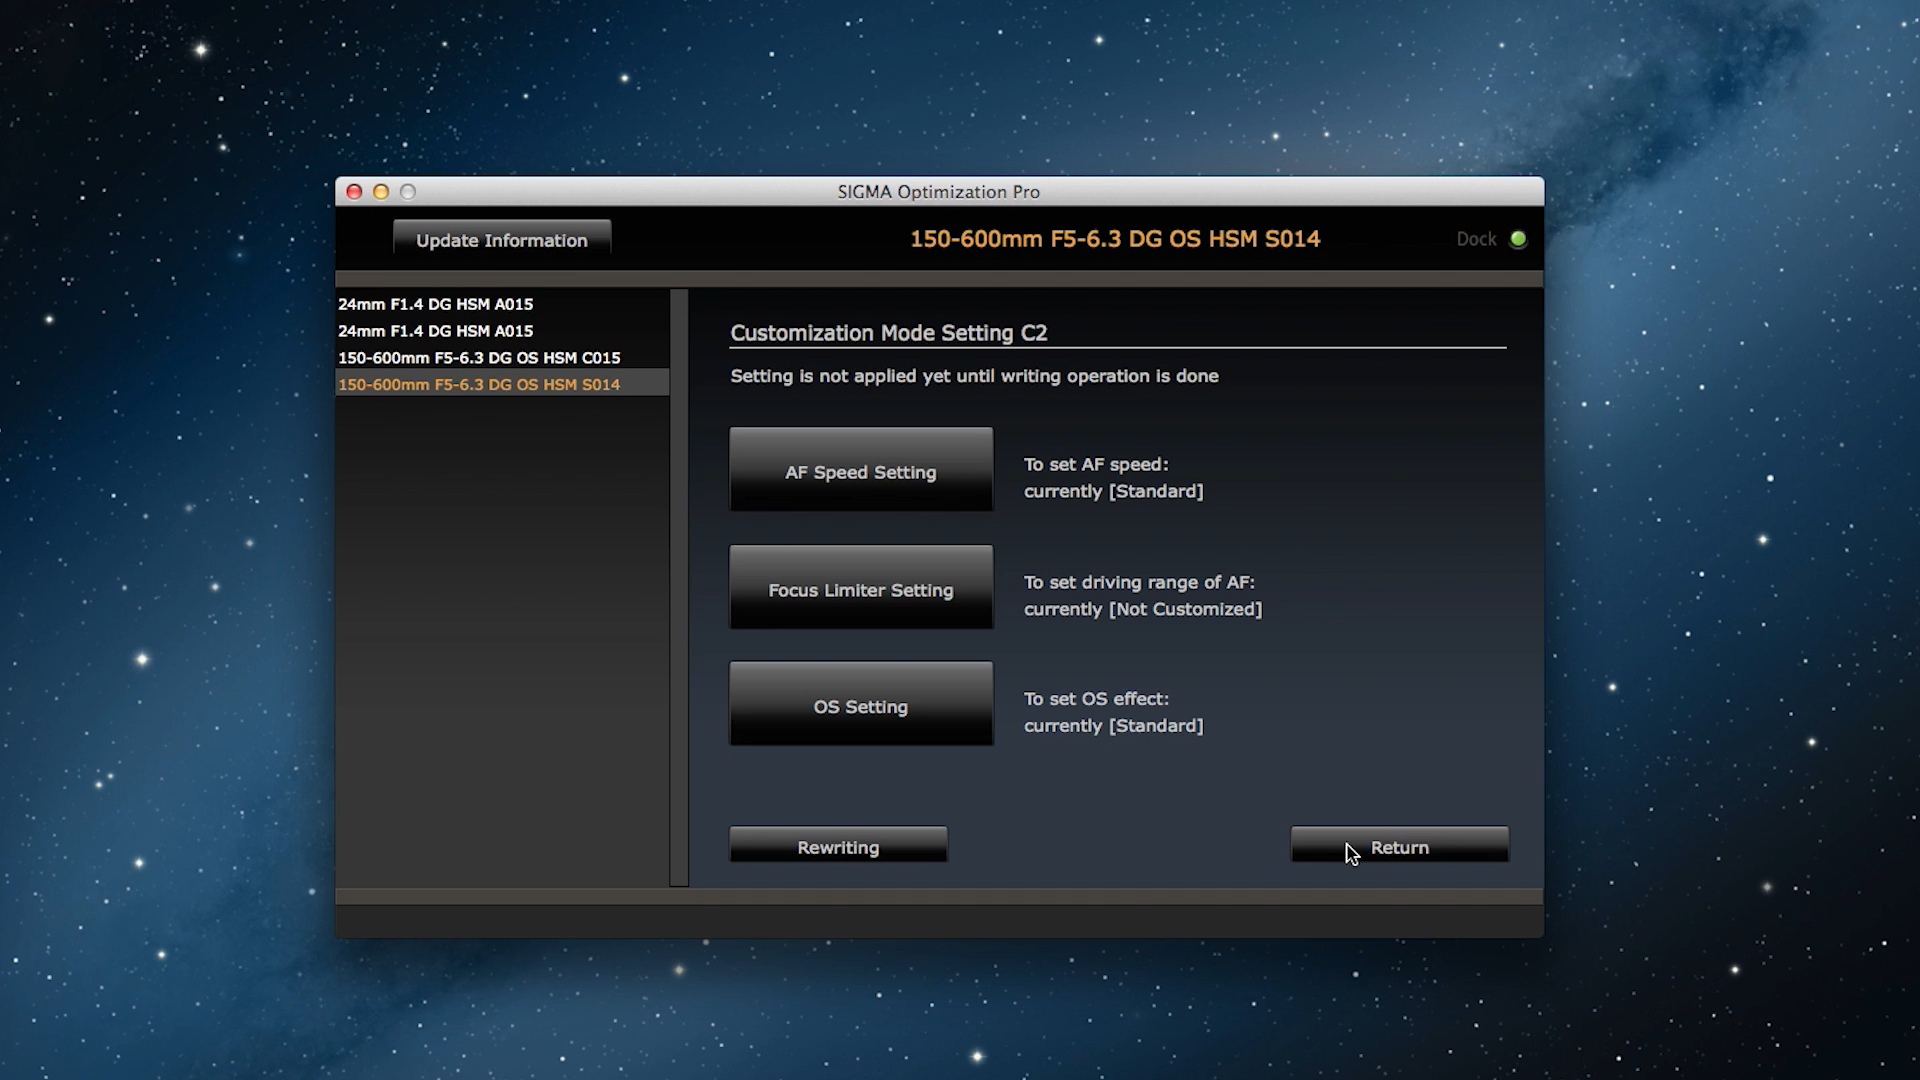 SIGMA Optimization Pro
Update Information
150-600mm F5-6.3 DG OS HSM S014
Dock
24mm F1.4 DG HSM A015
24mm F1.4 DG HSM A015
150-600mm F5-6.3 DG OS HSM C015
150-600mm F5-6.3 DG OS HSM S014
Customization Mode Setting C2
Setting is not applied yet until writing operation is done
AF Speed Setting
To set AF speed:
currently [Standard]
Focus Limiter Setting
To set driving range of AF:
currently [Not Customized]
OS Setting
To set OS effect:
currently [Standard]
Rewriting
Return